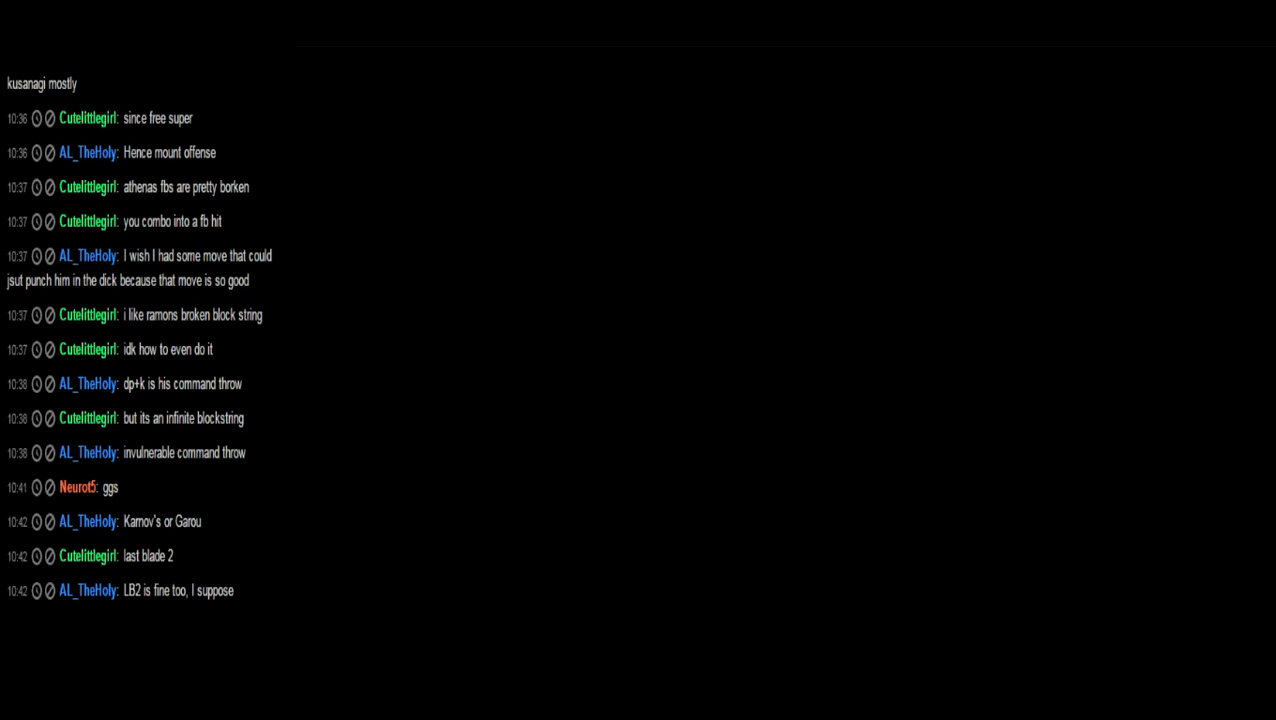 kusanagi mostly
10:36 Cutelittlegirl: since free super
10:36 AL_TheHoly: Hence mount offense
10:37 Cutelittlegirl: athenas fbs are pretty borken
10:37 Cutelittlegirl: you combo into a fb hit
10:37 AL_TheHoly: I wish I had some move that could
jsut punch him in the dick because that move is so good
10:37 Cutelittlegirl: i like ramons broken block string
10:37 Cutelittlegirl: idk how to even do it
10:38 AL_TheHoly: dp+k is his command throw
10:38 Cutelittlegirl: but its an infinite blockstring
10:38 AL_TheHoly: invulnerable command throw
10:41 Neurot5: ggs
10:42 AL_TheHoly: Karnov's or Garou
10:42 Cutelittlegirl: last blade 2
10:42 AL_TheHoly: LB2 is fine too, I suppose